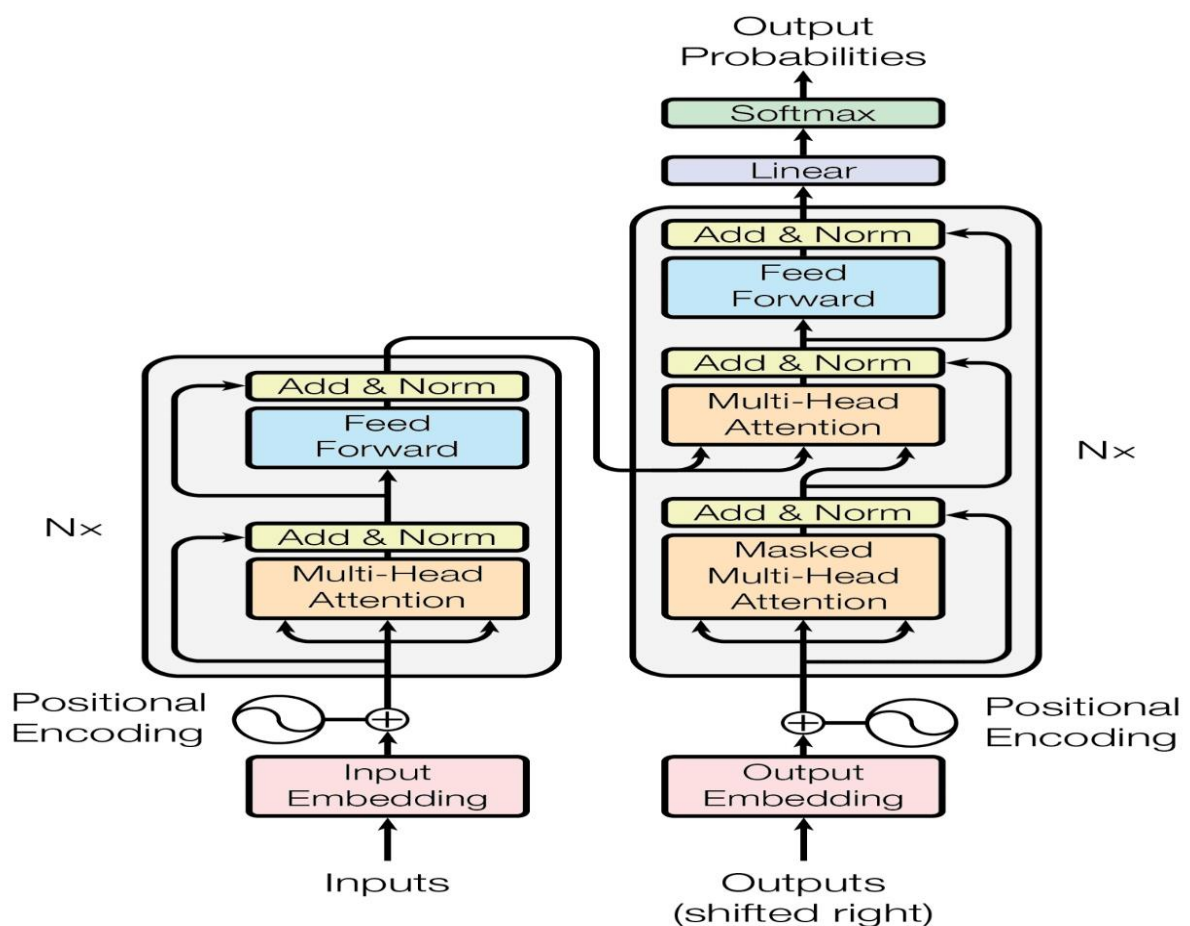 Output
Probabilities
Softmax
Linear
Add & Norm
Feed
Forward
Add & Norm
Multi-Head
Attention
Nx
Add & Norm
Masked
Multi-Head
Attention
Positional
Encoding
Output
Embedding
Outputs
(shifted right)
Add & Norm
Feed
Forward
Nx
Add & Norm
Multi-Head
Attention
Positional
Encoding
Input
Embedding
Inputs